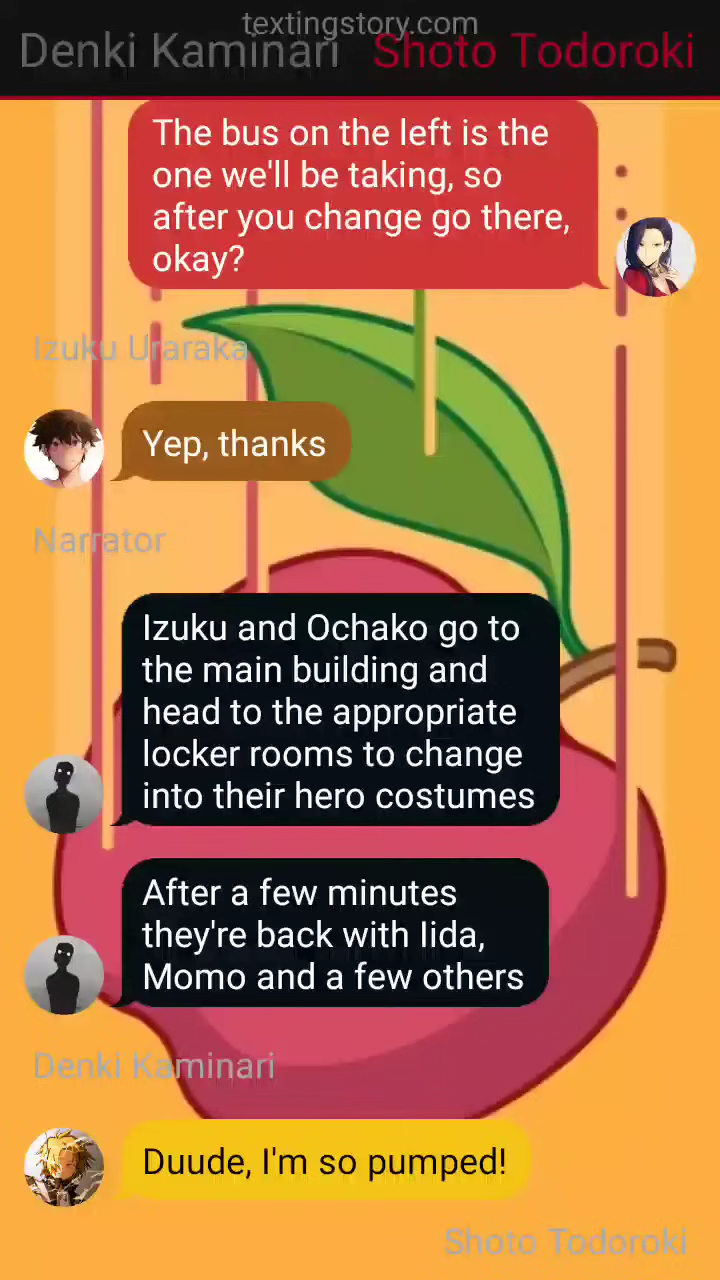 textingstory.com
Denki Kaminari Shoto Todoroki
The bus on the left is the
one we'll be taking, so
after you change go there,
okay?
Izuku Uraraka
Yep, thanks
Narrator
Izuku and Ochako go to
the main building and
head to the appropriate
locker rooms to change
into their hero costumes
After a few minutes
they're back with Iida,
Momo and a few others
Denki Kaminari
Duude, I'm so pumped!
Shoto Todoroki